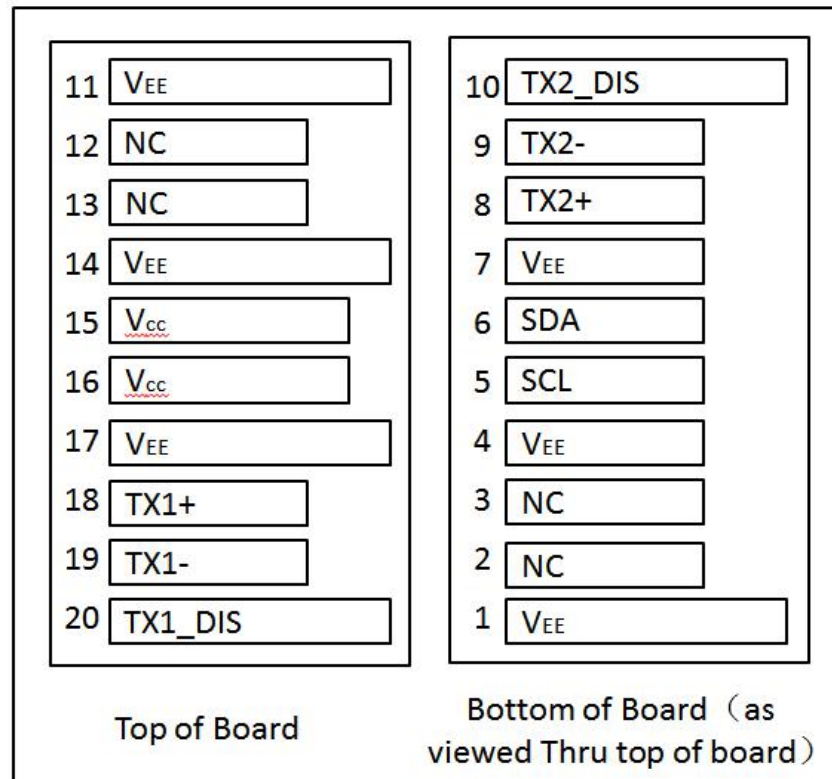 11 VEE
12 NC
13 NC
14 VEE
15 Vcc
16 Vcc
17 VEE
18 TX1+
19 TX1-
20 TX1_DIS
Top of Board
10 TX2_DIS
9 TX2-
8 TX2+
7 VEE
6 SDA
5 SCL
4 VEE
3 NC
2 NC
1 VEE
Bottom of Board（as
viewed Thru top of board）